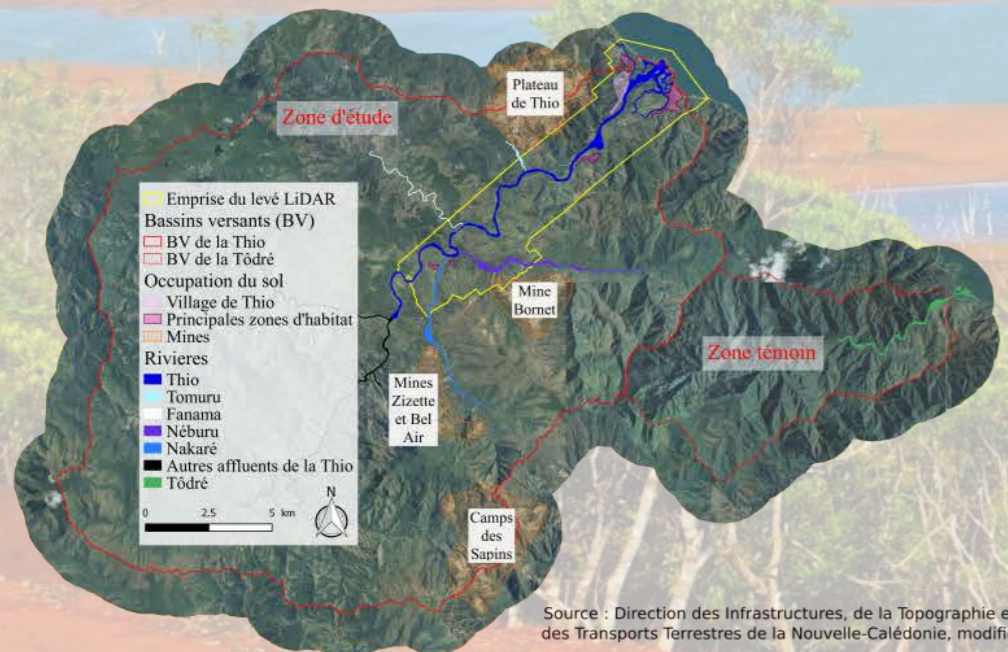 Plateau
de Thio
Zone d'étude
Emprise du levé LiDAR
Bassins versants (BV)
BV de la Thio
BV de la Tôdré
Occupation du sol
Village de Thio
Principales zones d'habitat
Mines
Rivieres
Thio
Tomuru
Fanama
Néburu
Nakaré
Autres affluents de la Thio
Tôdré
0 2.5 5 km
N
Mine
Bornet
Zone témoin
Mines
Zizette
et Bel
Air
Camps
des
Sapins
Source : Direction des Infrastructures, de la Topographie e
des Transports Terrestres de la Nouvelle-Calédonie, modifi